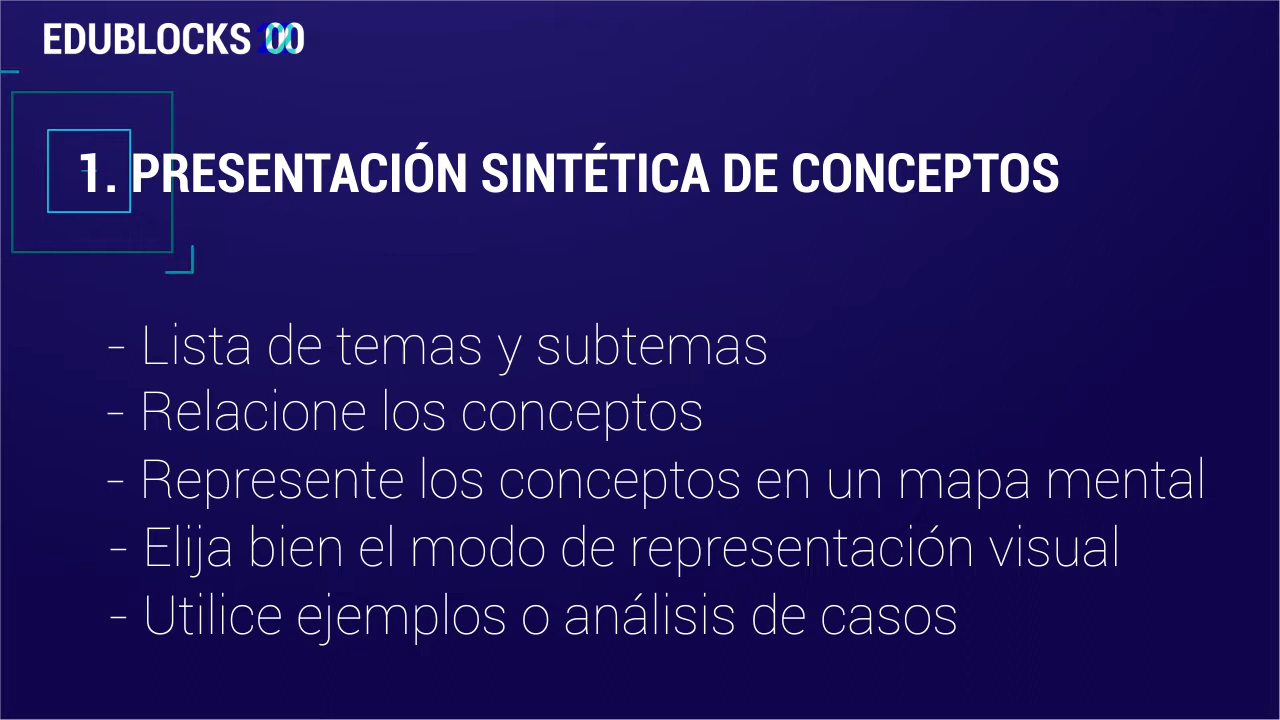 EDUBLOCKS
1. PRESENTACIÓN SINTÉTICA DE CONCEPTOS
- Lista de temas y subtemas
- Relacione los conceptos
- Represente los conceptos en un mapa mental
- Elija bien el modo de representación visual
- Utilice ejemplos o análisis de casos